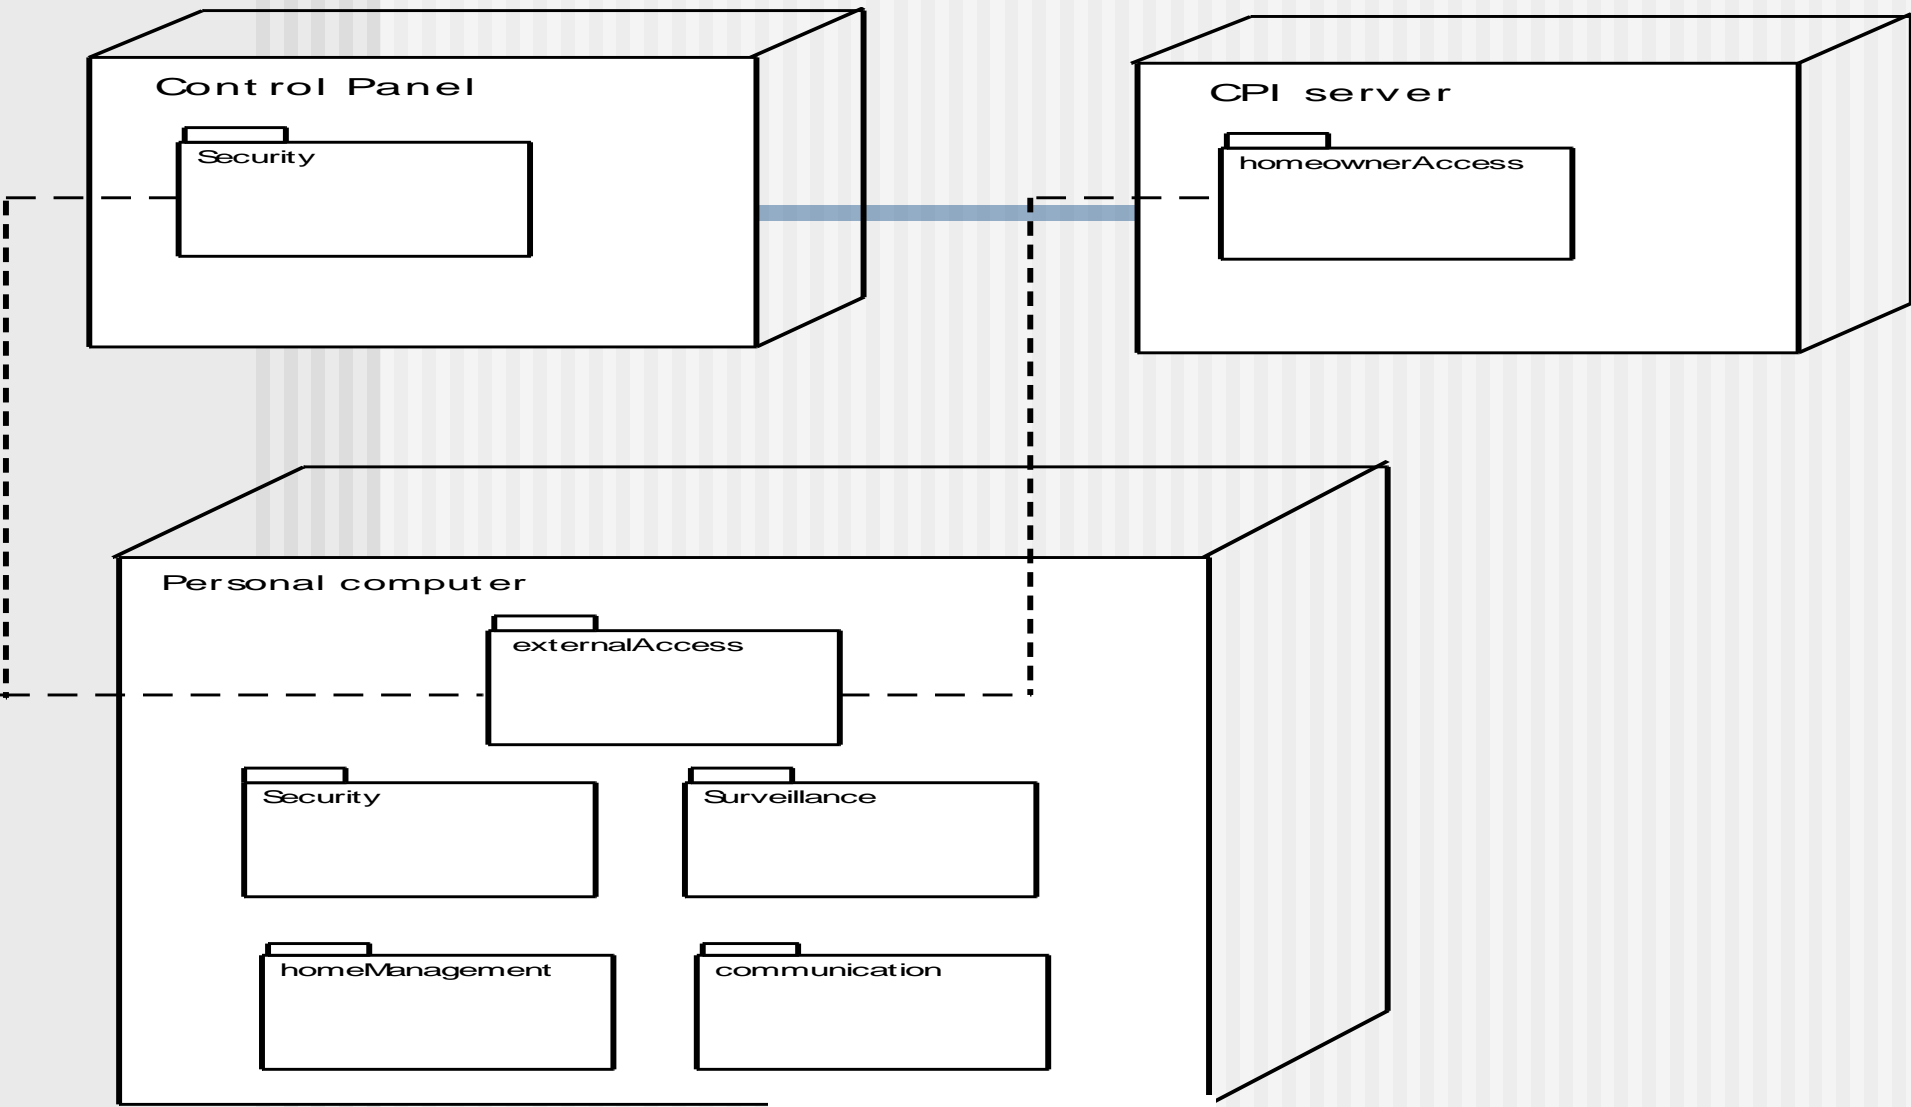 Control Panel
Security
CPI server
homeownerAccess
Personal computer
externalAccess
Security
Surveillance
homeManagement
communication